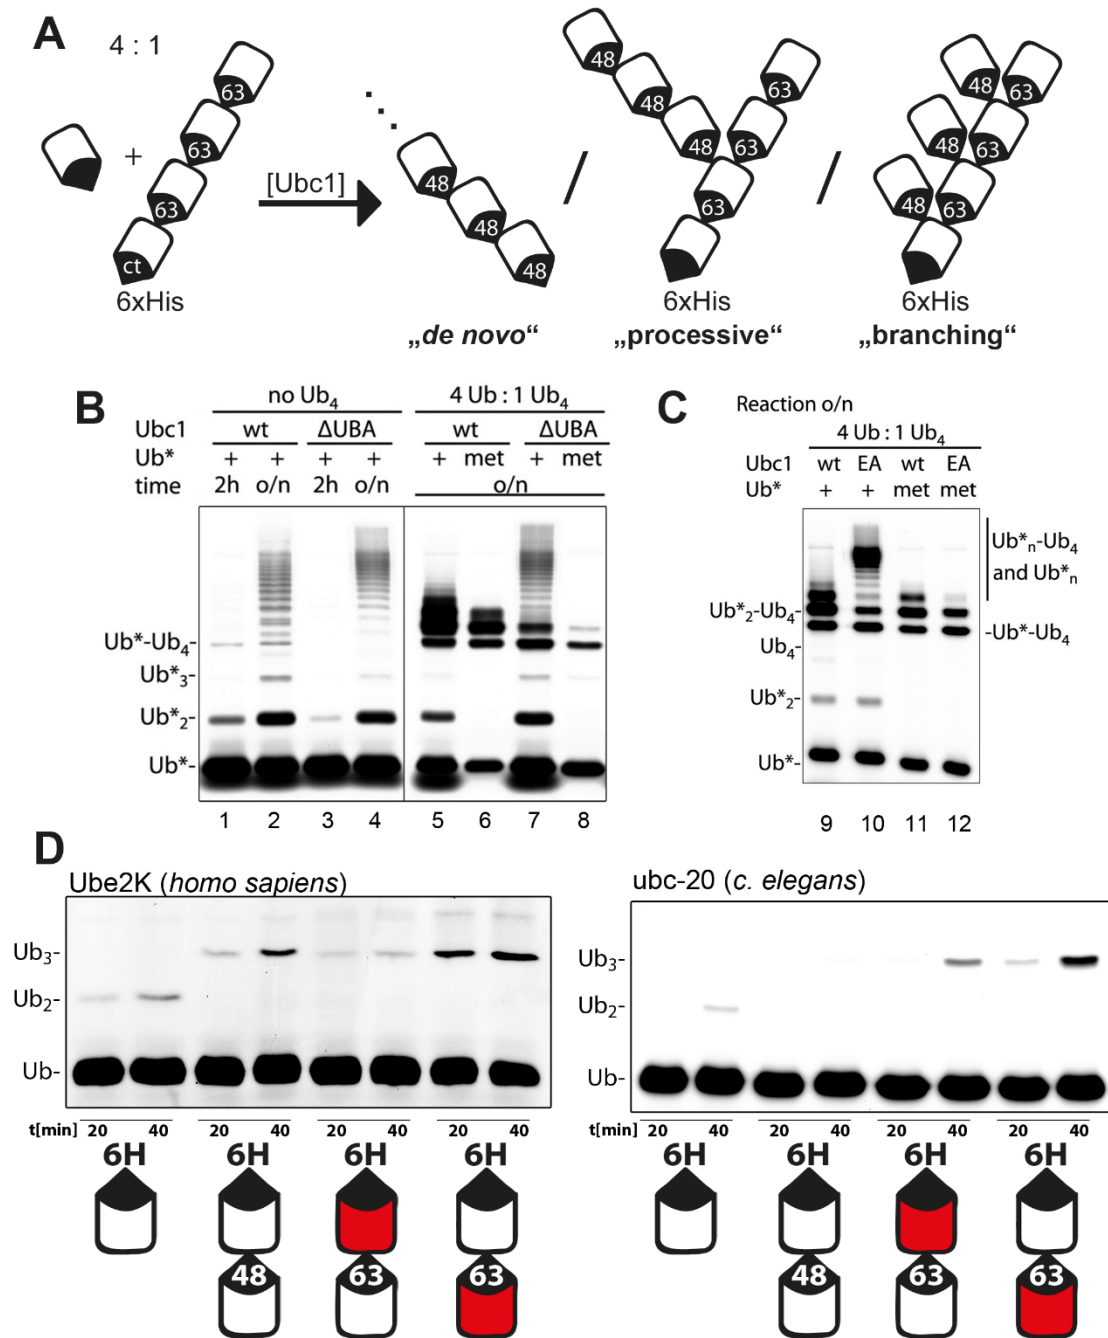 A
4 : 1
63
63
63
ct
+
6xHis
[Ubc1]
48
48
48
/
48
48
48
63
63
6xHis
/
48
63
48
63
48
63
6xHis
„de novo“
„processive“
„branching“
B
no Ub4
4 Ub : 1 Ub4
Ubc1 wt ΔUBA wt ΔUBA
Ub* + + + + + met + met
time 2h o/n 2h o/n o/n
Ub*-Ub4-
Ub*3-
Ub*2-
Ub*-
1 2 3 4 5 6 7 8
C
Reaction o/n
4 Ub : 1 Ub4
Ubc1 wt EA wt EA
Ub* + + met met
Ub*n-Ub4
and Ub*n
Ub*2-Ub4-
-Ub*-Ub4
Ub4-
Ub*2-
Ub*-
9 10 11 12
D
Ube2K (homo sapiens)
Ub3-
Ub2-
Ub-
t[min] 20 40 20 40 20 40 20 40
6H 6H 6H 6H
48 63 63
ubc-20 (c. elegans)
Ub3-
Ub2-
Ub-
t[min] 20 40 20 40 20 40 20 40
6H 6H 6H 6H
48 63 63